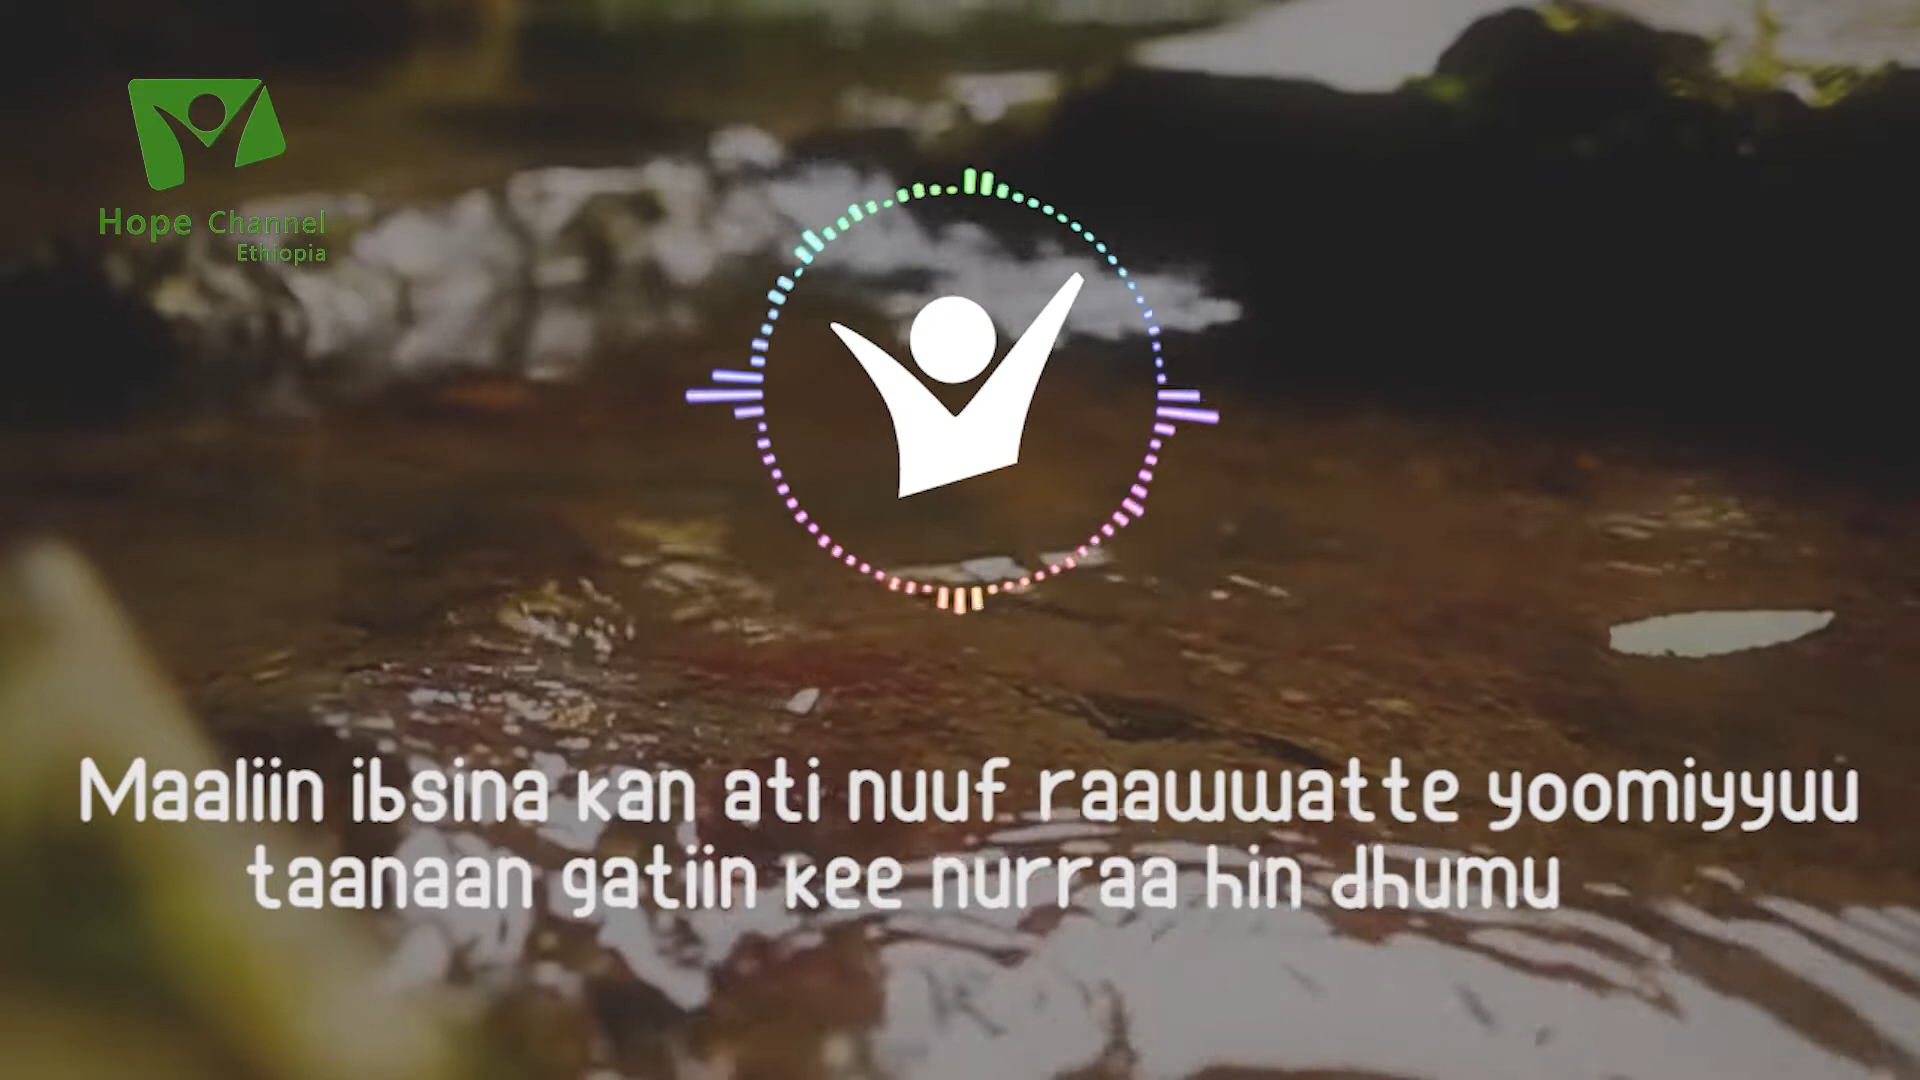 Hope Channel
Ethiopia
Maaliin ibsina kan ati nuuf raawwatte yoomiyyuu
taanaan gatiin kee nurraa hin dhumu